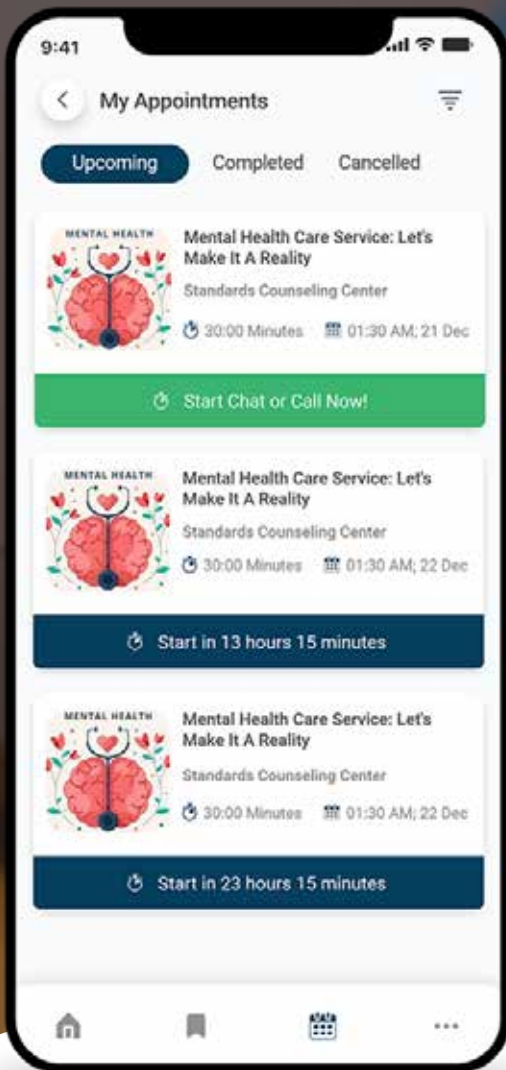 9:41
My Appointments
Upcoming Completed Cancelled
MENTAL HEALTH
Mental Health Care Service: Let's
Make It A Reality
Standards Counseling Center
30:00 Minutes 01:30 AM; 21 Dec
Start Chat or Call Now!
MENTAL HEALTH
Mental Health Care Service: Let's
Make It A Reality
Standards Counseling Center
30:00 Minutes 01:30 AM; 22 Dec
Start in 13 hours 15 minutes
MENTAL HEALTH
Mental Health Care Service: Let's
Make It A Reality
Standards Counseling Center
30:00 Minutes 01:30 AM; 22 Dec
Start in 23 hours 15 minutes